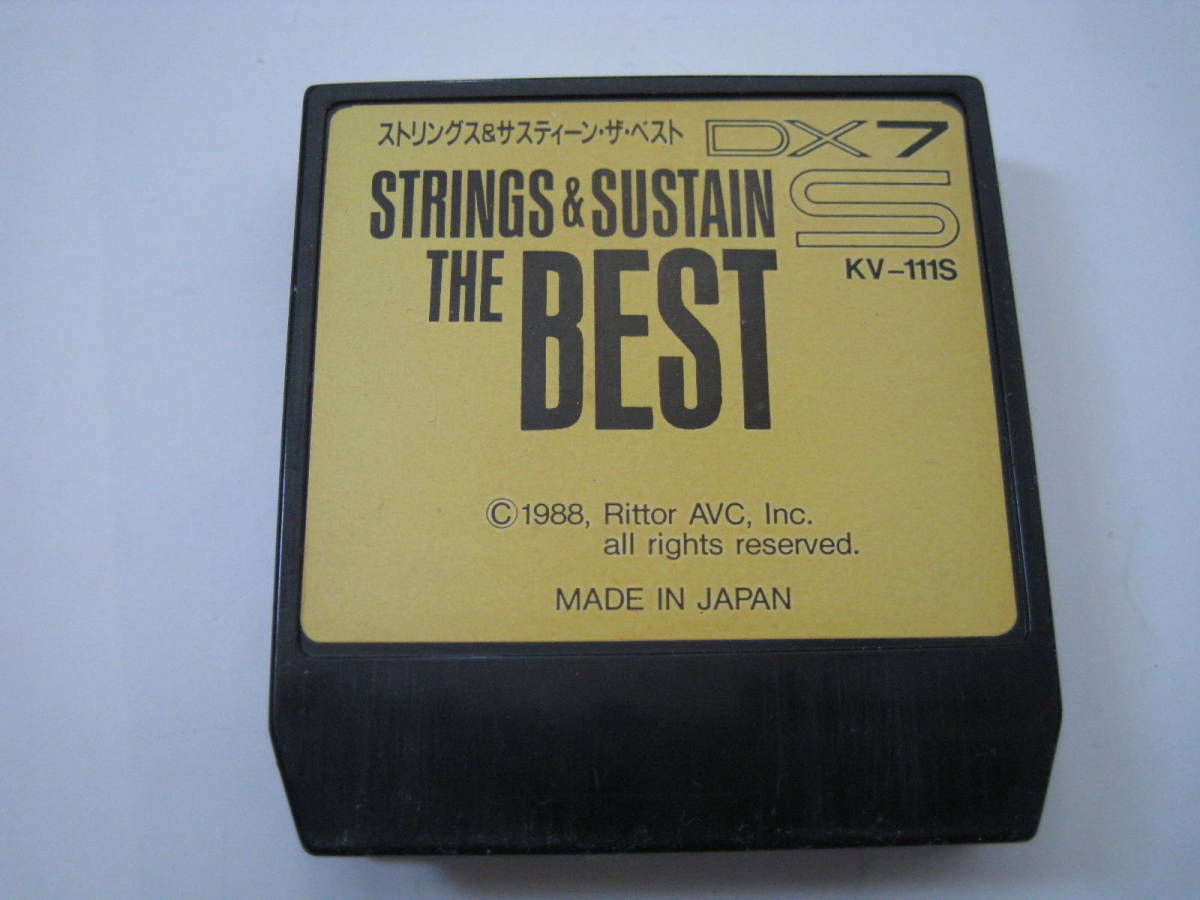 ストリングス&サスティーン・ザ・ベスト
DX7
S
KV-111S
STRINGS & SUSTAIN
THE BEST
©1988, Rittor AVC, Inc.
all rights reserved.
MADE IN JAPAN